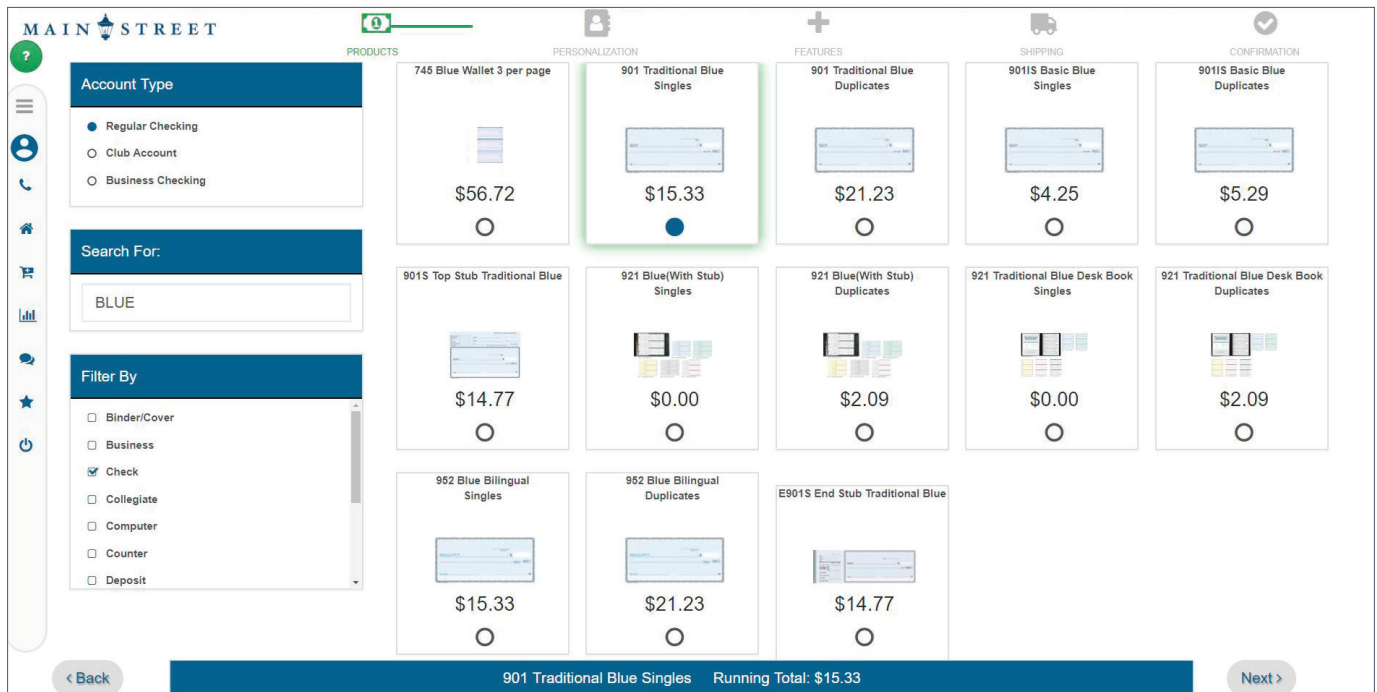 MAIN STREET
PRODUCTS
PERSONALIZATION
FEATURES
SHIPPING
CONFIRMATION
?
Account Type
Regular Checking
Club Account
Business Checking
Search For:
BLUE
Filter By
Binder/Cover
Business
Check
Collegiate
Computer
Counter
Deposit
745 Blue Wallet 3 per page
$56.72
901 Traditional Blue
Singles
$15.33
901 Traditional Blue
Duplicates
$21.23
901IS Basic Blue
Singles
$4.25
901IS Basic Blue
Duplicates
$5.29
901S Top Stub Traditional Blue
$14.77
921 Blue(With Stub)
Singles
$0.00
921 Blue(With Stub)
Duplicates
$2.09
921 Traditional Blue Desk Book
Singles
$0.00
921 Traditional Blue Desk Book
Duplicates
$2.09
952 Blue Bilingual
Singles
$15.33
952 Blue Bilingual
Duplicates
$21.23
E901S End Stub Traditional Blue
$14.77
< Back
901 Traditional Blue Singles Running Total: $15.33
Next >